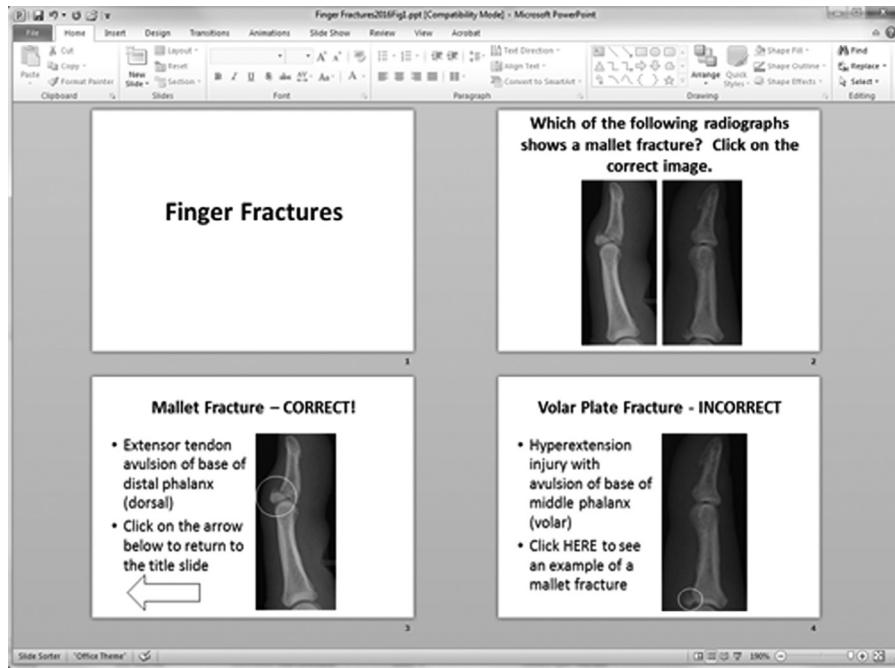 Finger Fractures2016Fig1.ppt [Compatibility Mode] - Microsoft PowerPoint
File Home Insert Design Transitions Animations Slide Show Review View Acrobat
Paste
Cut
Copy
Format Painter
Clipboard
New
Slide
Layout
Reset
Section
Slides
B I U S abc AV Aa A
Font
Text Direction
Align Text
Convert to SmartArt
Paragraph
Arrange
Quick
Styles
Shape Fill
Shape Outline
Shape Effects
Drawing
Find
Replace
Select
Editing
Finger Fractures
1
Which of the following radiographs
shows a mallet fracture? Click on the
correct image.
2
Mallet Fracture – CORRECT!
• Extensor tendon
avulsion of base of
distal phalanx
(dorsal)
• Click on the arrow
below to return to
the title slide
3
Volar Plate Fracture - INCORRECT
• Hyperextension
injury with
avulsion of base of
middle phalanx
(volar)
• Click HERE to see
an example of a
mallet fracture
4
Slide Sorter "Office Theme" 190%